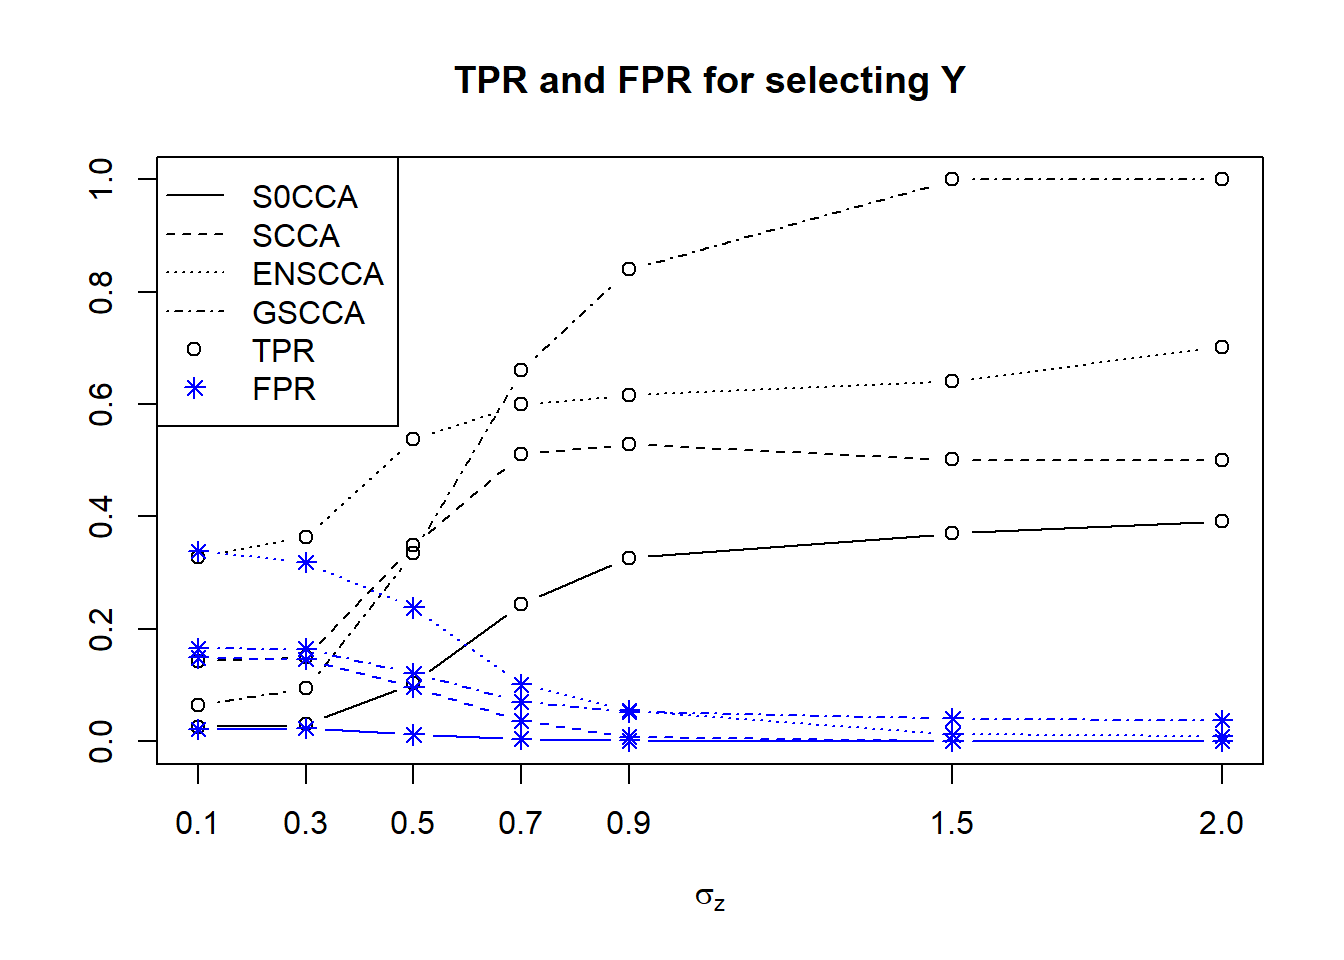 TPR and FPR for selecting Y
S0CCA
SCCA
ENSCCA
GSCCA
TPR
FPR
1.0
0.8
0.6
0.4
0.2
0.0
0.1 0.3 0.5 0.7 0.9 1.5 2.0
σz